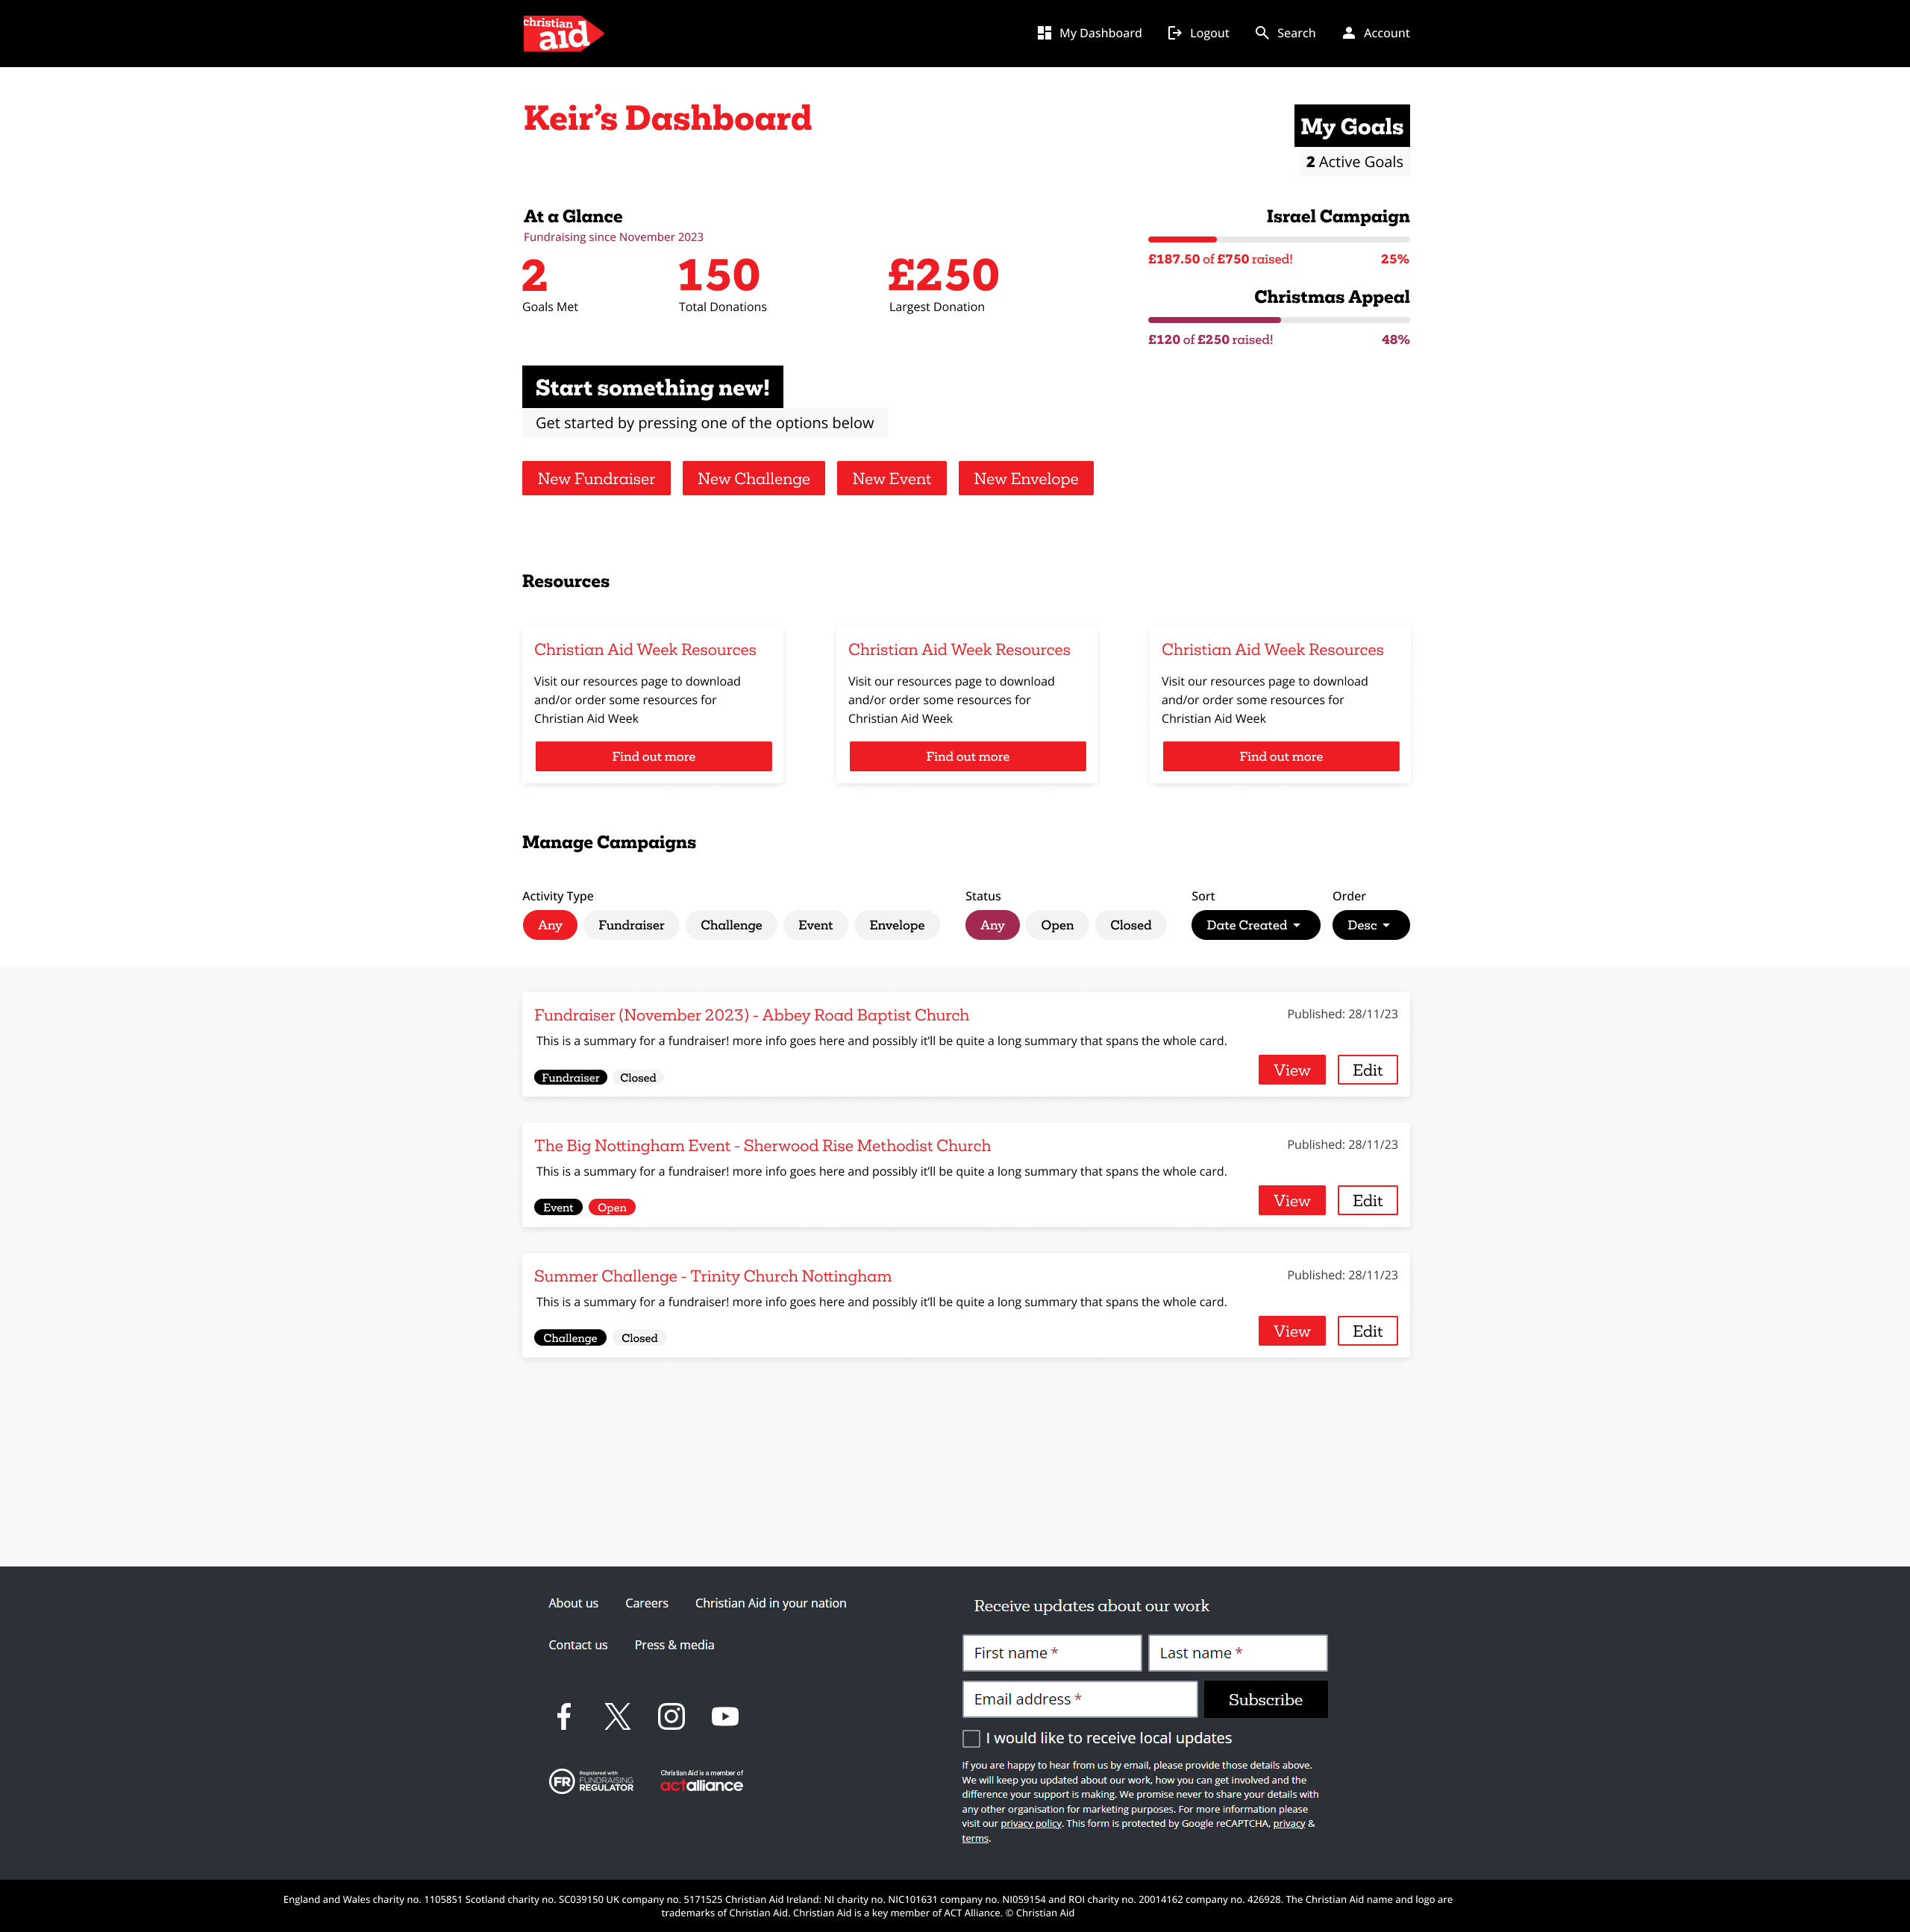 christian
aid
My Dashboard
Logout
Search
Account
Keir’s Dashboard
My Goals
2 Active Goals
At a Glance
Fundraising since November 2023
2
Goals Met
150
Total Donations
£250
Largest Donation
Israel Campaign
£187.50 of £750 raised!
25%
Christmas Appeal
£120 of £250 raised!
48%
Start something new!
Get started by pressing one of the options below
New Fundraiser
New Challenge
New Event
New Envelope
Resources
Christian Aid Week Resources
Visit our resources page to download
and/or order some resources for
Christian Aid Week
Find out more
Christian Aid Week Resources
Visit our resources page to download
and/or order some resources for
Christian Aid Week
Find out more
Christian Aid Week Resources
Visit our resources page to download
and/or order some resources for
Christian Aid Week
Find out more
Manage Campaigns
Activity Type
Any
Fundraiser
Challenge
Event
Envelope
Status
Any
Open
Closed
Sort
Date Created
Order
Desc
Fundraiser (November 2023) - Abbey Road Baptist Church
Published: 28/11/23
This is a summary for a fundraiser! more info goes here and possibly it’ll be quite a long summary that spans the whole card.
Fundraiser
Closed
View
Edit
The Big Nottingham Event - Sherwood Rise Methodist Church
Published: 28/11/23
This is a summary for a fundraiser! more info goes here and possibly it’ll be quite a long summary that spans the whole card.
Event
Open
View
Edit
Summer Challenge - Trinity Church Nottingham
Published: 28/11/23
This is a summary for a fundraiser! more info goes here and possibly it’ll be quite a long summary that spans the whole card.
Challenge
Closed
View
Edit
About us
Careers
Christian Aid in your nation
Contact us
Press & media
FR
Registered with
FUNDRAISING
REGULATOR
Christian Aid is a member of
actalliance
Receive updates about our work
First name *
Last name *
Email address *
Subscribe
I would like to receive local updates
If you are happy to hear from us by email, please provide those details above.
We will keep you updated about our work, how you can get involved and the
difference your support is making. We promise never to share your details with
any other organisation for marketing purposes. For more information please
visit our privacy policy. This form is protected by Google reCAPTCHA, privacy &
terms.
England and Wales charity no. 1105851 Scotland charity no. SC039150 UK company no. 5171525 Christian Aid Ireland: NI charity no. NIC101631 company no. NI059154 and ROI charity no. 20014162 company no. 426928. The Christian Aid name and logo are
trademarks of Christian Aid. Christian Aid is a key member of ACT Alliance. © Christian Aid